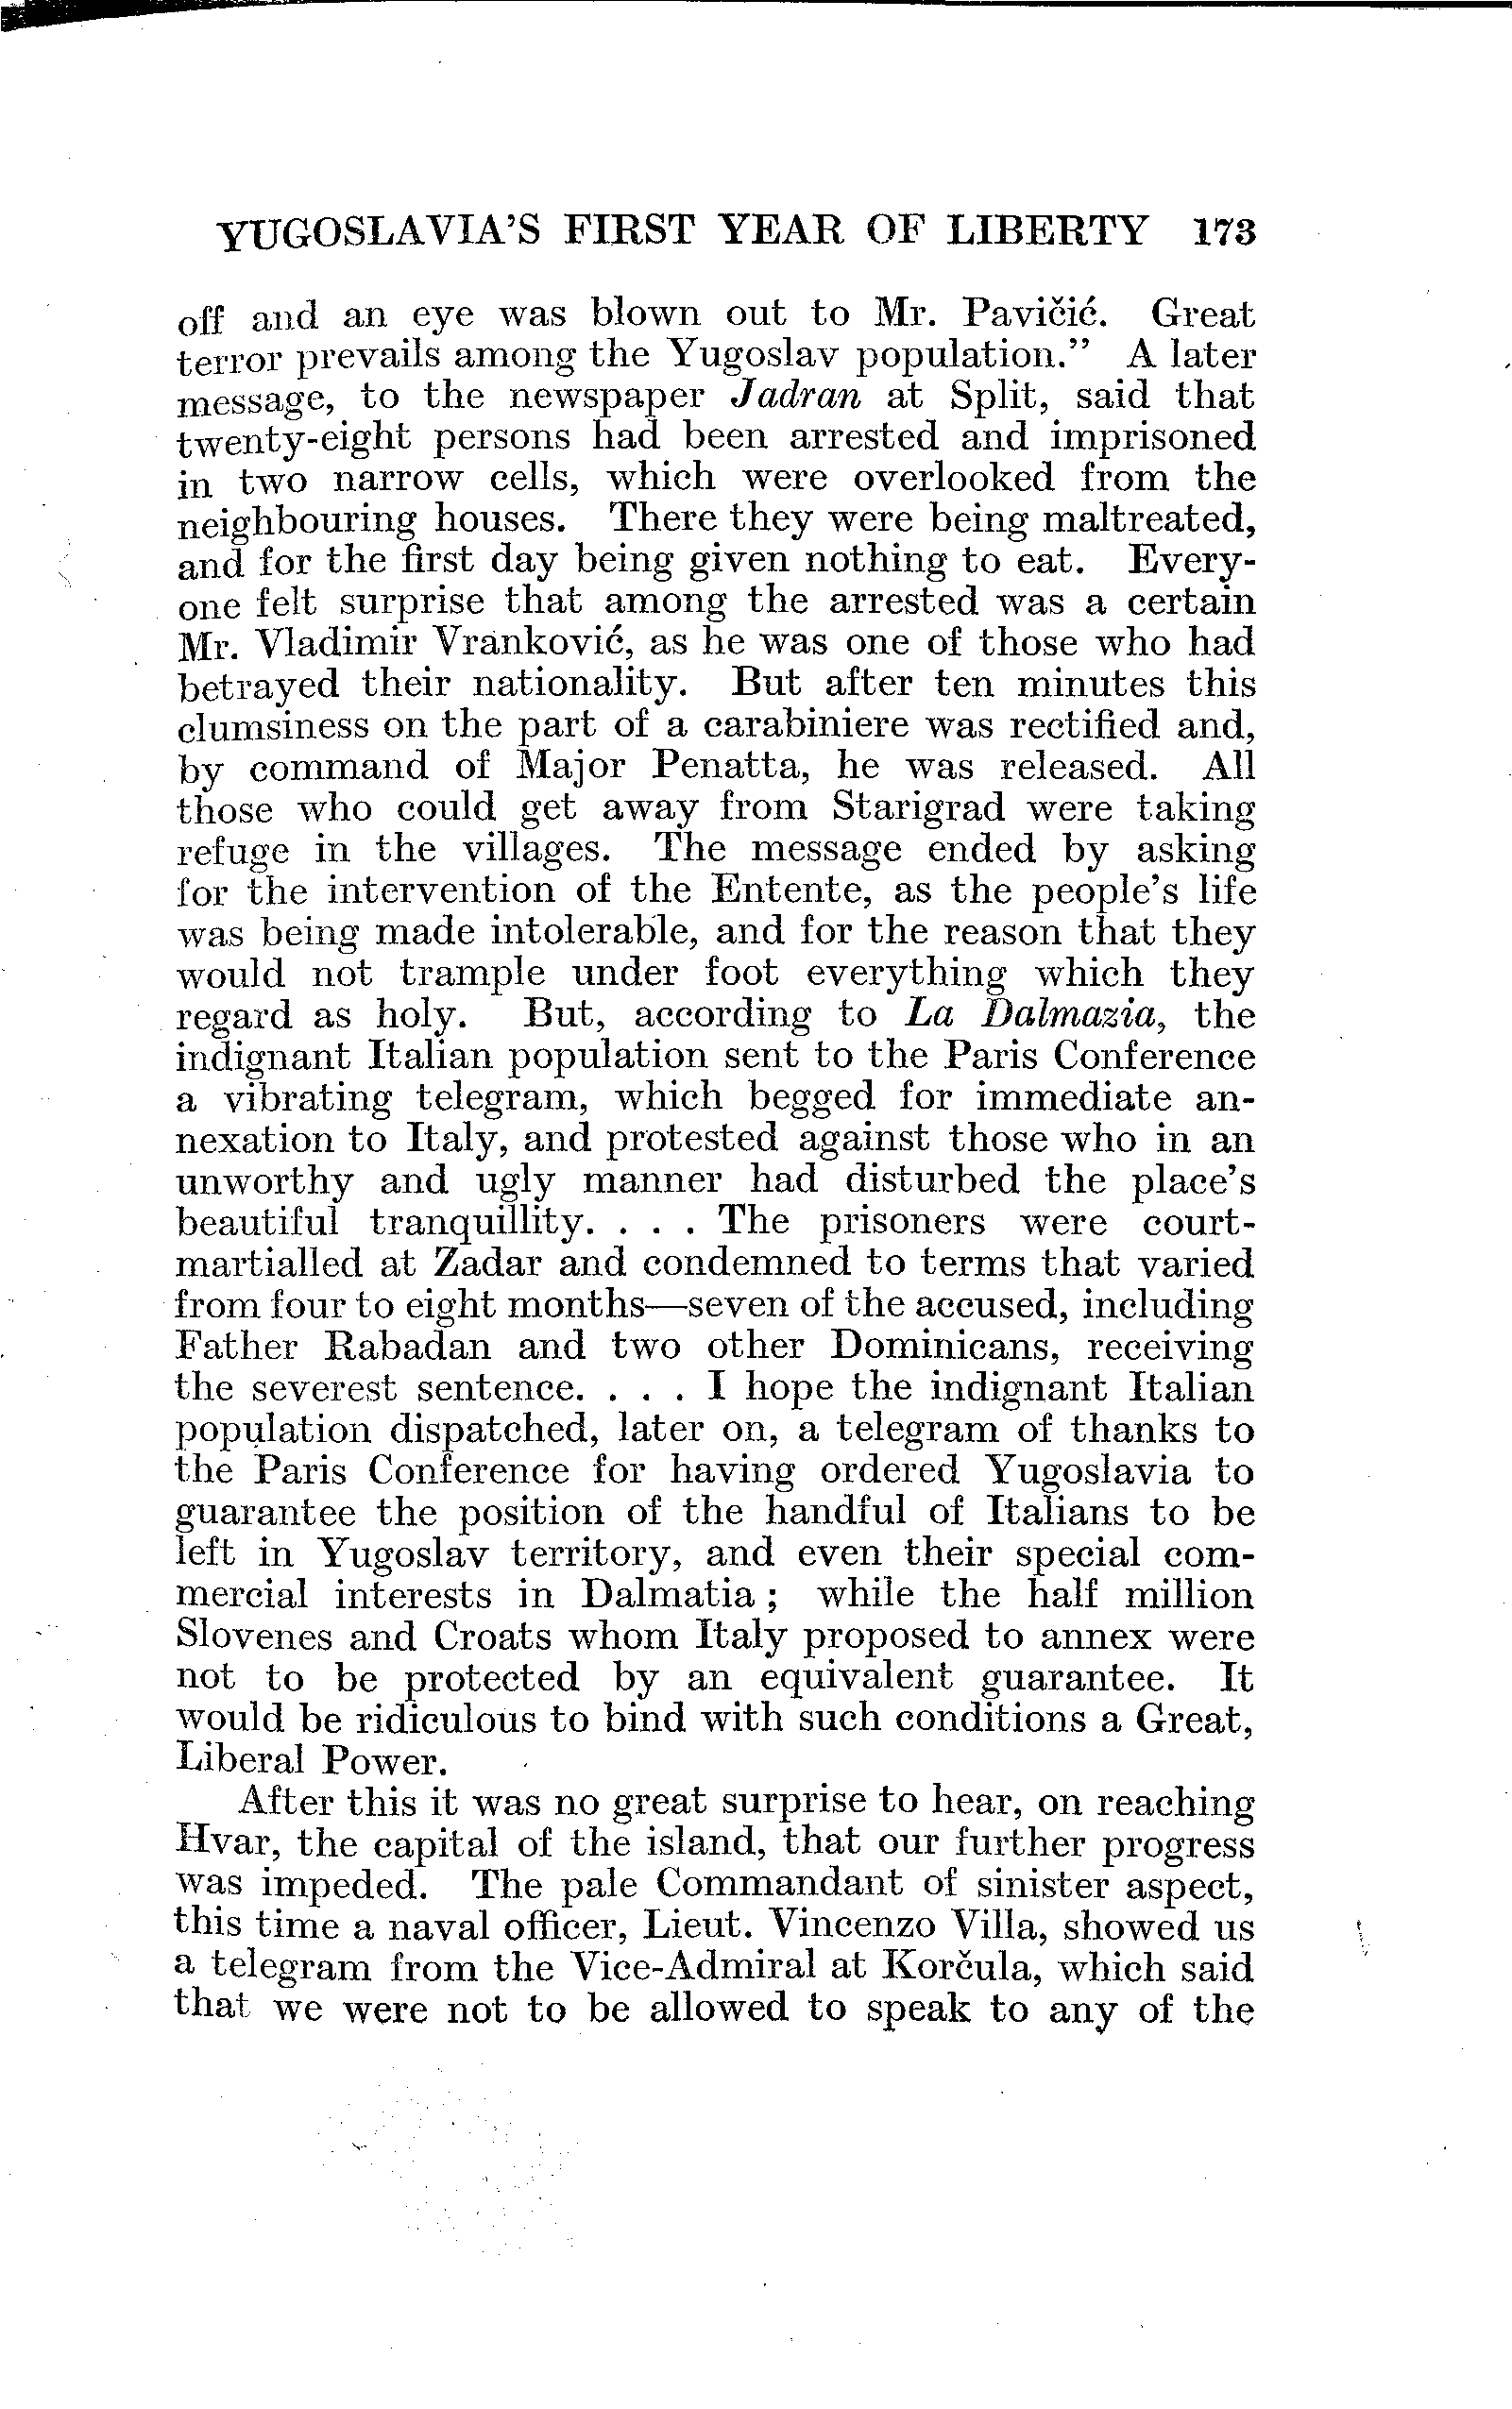 YUGOSLAVIA'S FIRST YEAR OF LIBERTY 173
off and an eye was blown out to Mr. Pavičić. Great
terror prevails among the Yugoslav population." A later
message, to the newspaper Jadran at Split, said that
twenty-eight persons had been arrested and imprisoned
in two narrow cells, which were overlooked from the
neighbouring houses. There they were being maltreated,
and for the first day being given nothing to eat. Every-
one felt surprise that among the arrested was a certain
Mr. Vladimir Vranković, as he was one of those who had
betrayed their nationality. But after ten minutes this
clumsiness on the part of a carabiniere was rectified and,
by command of Major Penatta, he was released. All
those who could get away from Starigrad were taking
refuge in the villages. The message ended by asking
for the intervention of the Entente, as the people's life
was being made intolerable, and for the reason that they
would not trample under foot everything which they
regard as holy. But, according to La Dalmazia, the
indignant Italian population sent to the Paris Conference
a vibrating telegram, which begged for immediate an-
nexation to Italy, and protested against those who in an
unworthy and ugly manner had disturbed the place's
beautiful tranquillity. . . . The prisoners were court-
martialled at Zadar and condemned to terms that varied
from four to eight months—seven of the accused, including
Father Rabadan and two other Dominicans, receiving
the severest sentence. . . . I hope the indignant Italian
population dispatched, later on, a telegram of thanks to
the Paris Conference for having ordered Yugoslavia to
guarantee the position of the handful of Italians to be
left in Yugoslav territory, and even their special com-
mercial interests in Dalmatia; while the half million
Slovenes and Croats whom Italy proposed to annex were
not to be protected by an equivalent guarantee. It
would be ridiculous to bind with such conditions a Great,
Liberal Power.
After this it was no great surprise to hear, on reaching
Hvar, the capital of the island, that our further progress
was impeded. The pale Commandant of sinister aspect,
this time a naval officer, Lieut. Vincenzo Villa, showed us
a telegram from the Vice-Admiral at Korčula, which said
that we were not to be allowed to speak to any of the